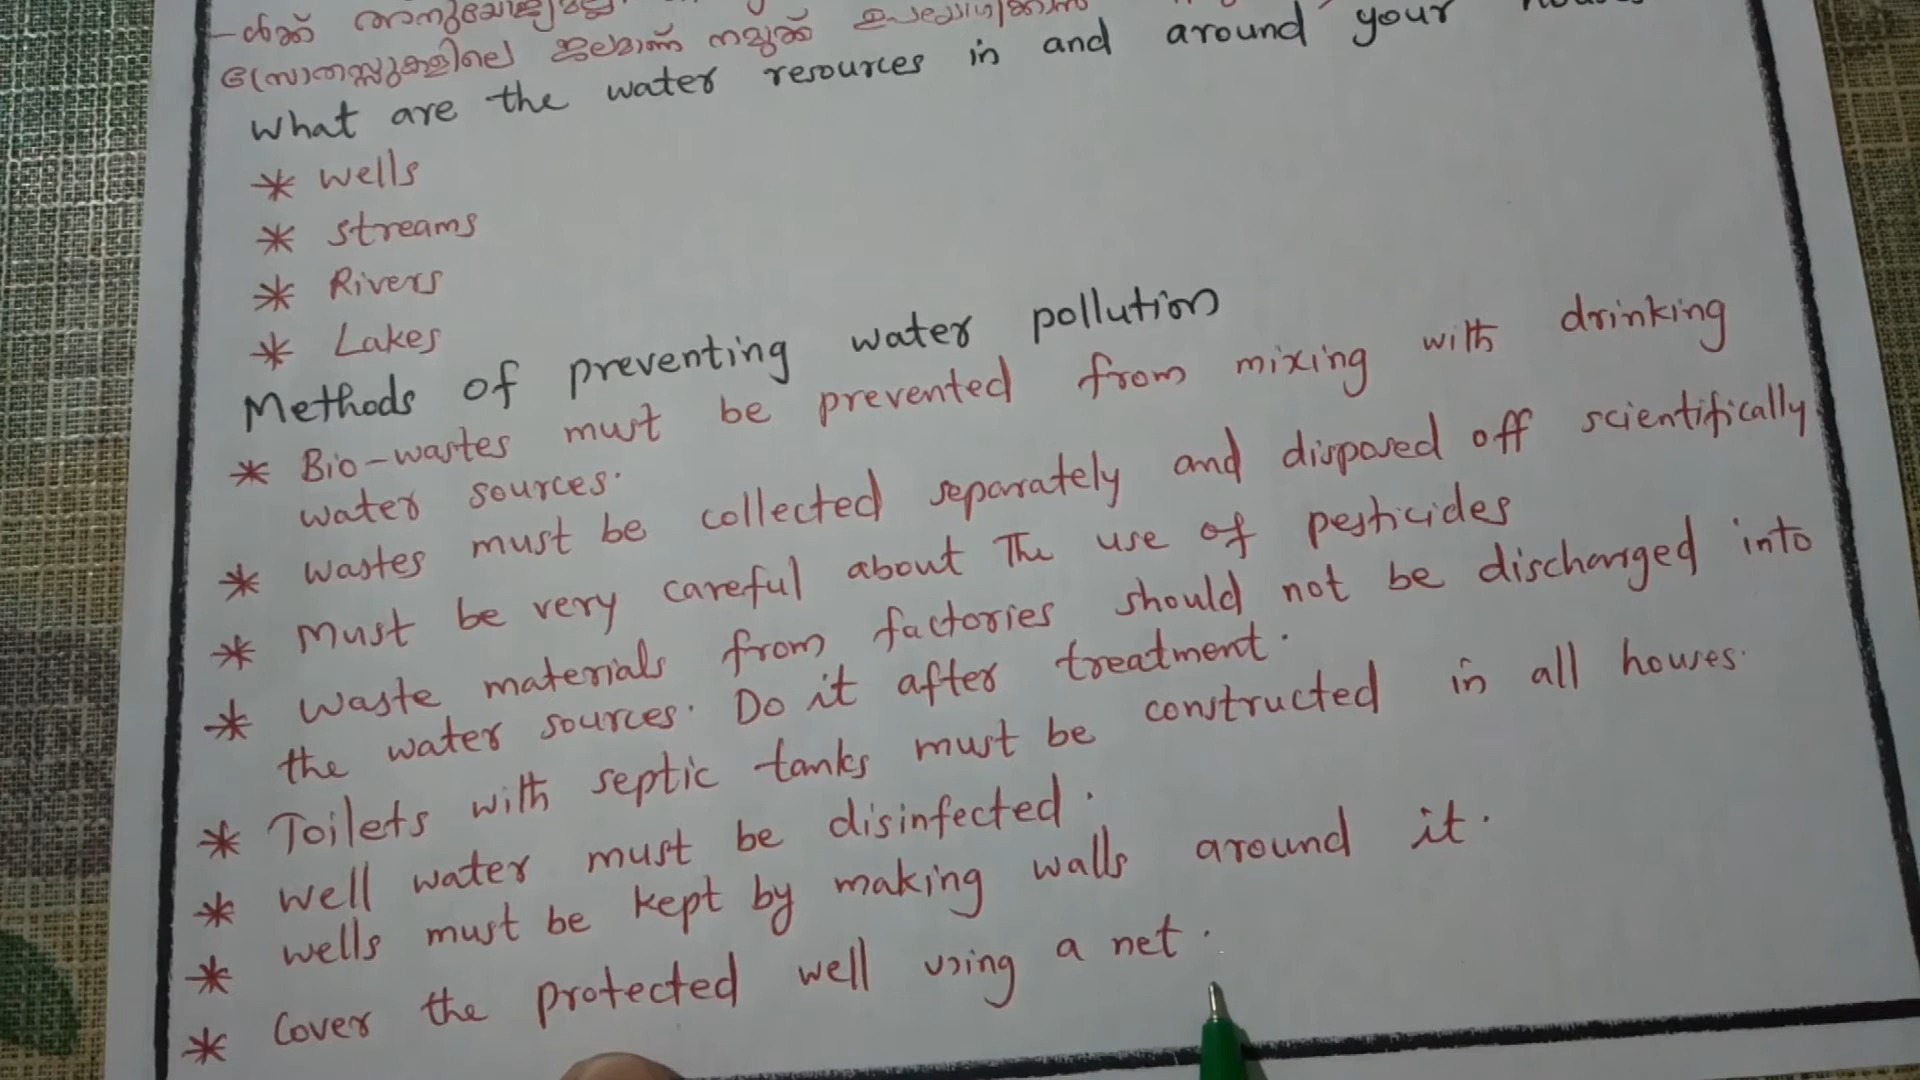 സ്രോതസ്സുകളിലെ ജലമാണ് നമുക്ക്
What are the water resources in and around your
* Wells
* Streams
* Rivers
* Lakes
Methods of preventing water pollution
* Bio-wastes must be prevented from mixing with drinking
water sources.
* Wastes must be collected separately and disposed off scientifically
* Must be very careful about The use of pesticides
* Waste materials from factories should not be discharged into
the water sources. Do it after treatment.
* Toilets with septic tanks must be constructed in all houses.
* Well water must be disinfected.
* Wells must be kept by making walls around it.
* Cover the protected well using a net.